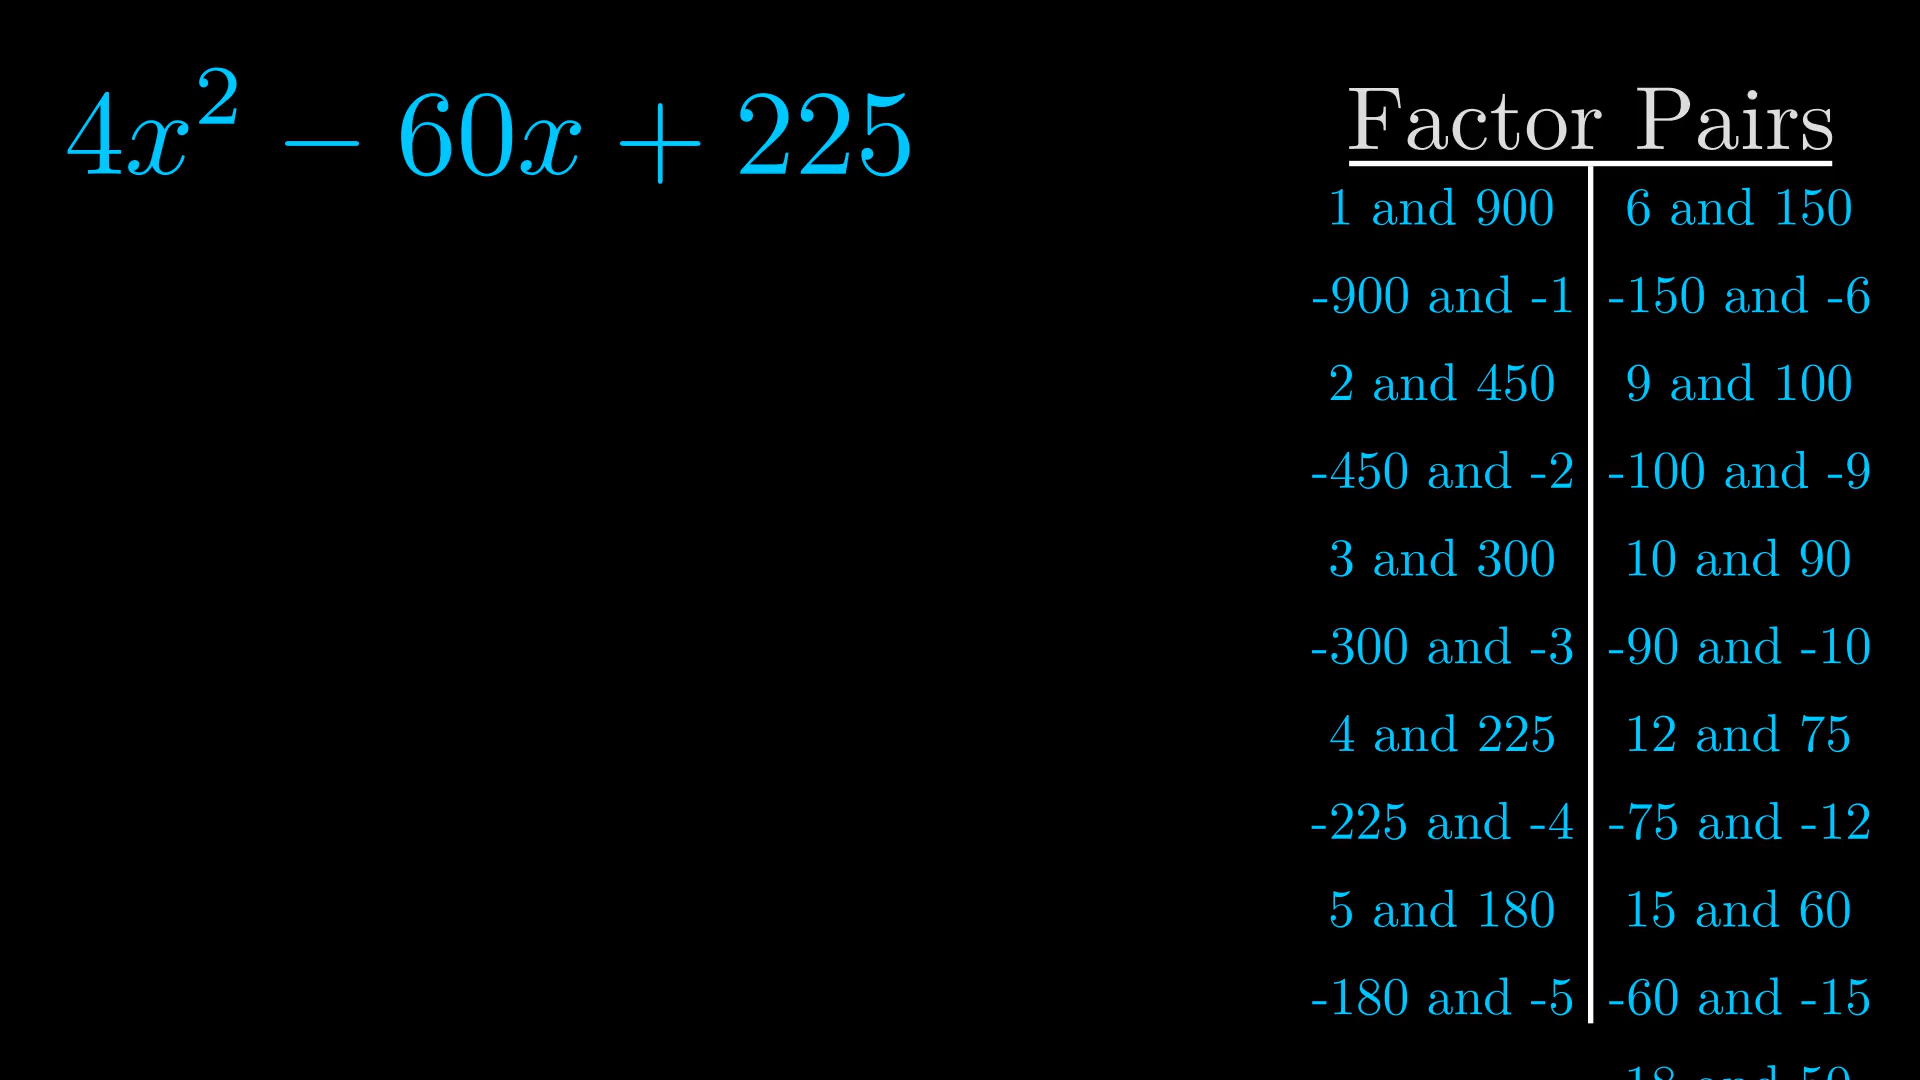 4x² − 60x + 225
Factor Pairs
1 and 900
-900 and -1
2 and 450
-450 and -2
3 and 300
-300 and -3
4 and 225
-225 and -4
5 and 180
-180 and -5
6 and 150
-150 and -6
9 and 100
-100 and -9
10 and 90
-90 and -10
12 and 75
-75 and -12
15 and 60
-60 and -15
18 and 50